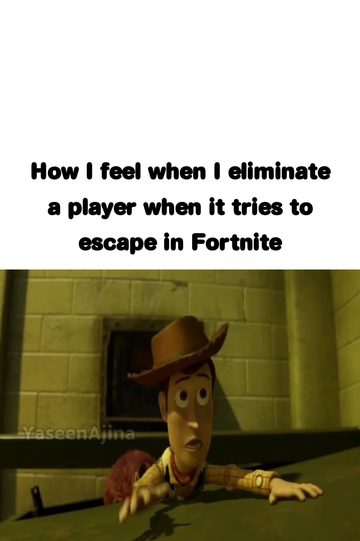 How I feel when I eliminate
a player when it tries to
escape in Fortnite
YaseenAjina